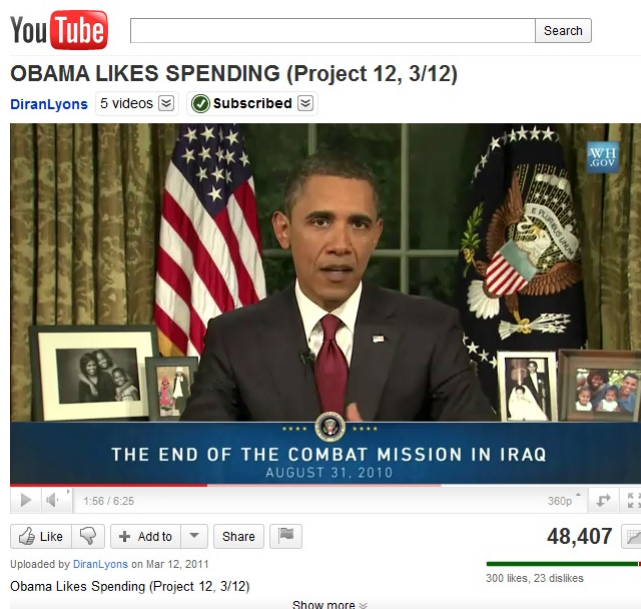 You Tube
Search
OBAMA LIKES SPENDING (Project 12, 3/12)
DiranLyons 5 videos Subscribed
WH
.GOV
E PLURIBUS UNUM
THE END OF THE COMBAT MISSION IN IRAQ
AUGUST 31, 2010
1:56 / 6:25 360p
Like + Add to Share 48,407
Uploaded by DiranLyons on Mar 12, 2011
300 likes, 23 dislikes
Obama Likes Spending (Project 12, 3/12)
Show more